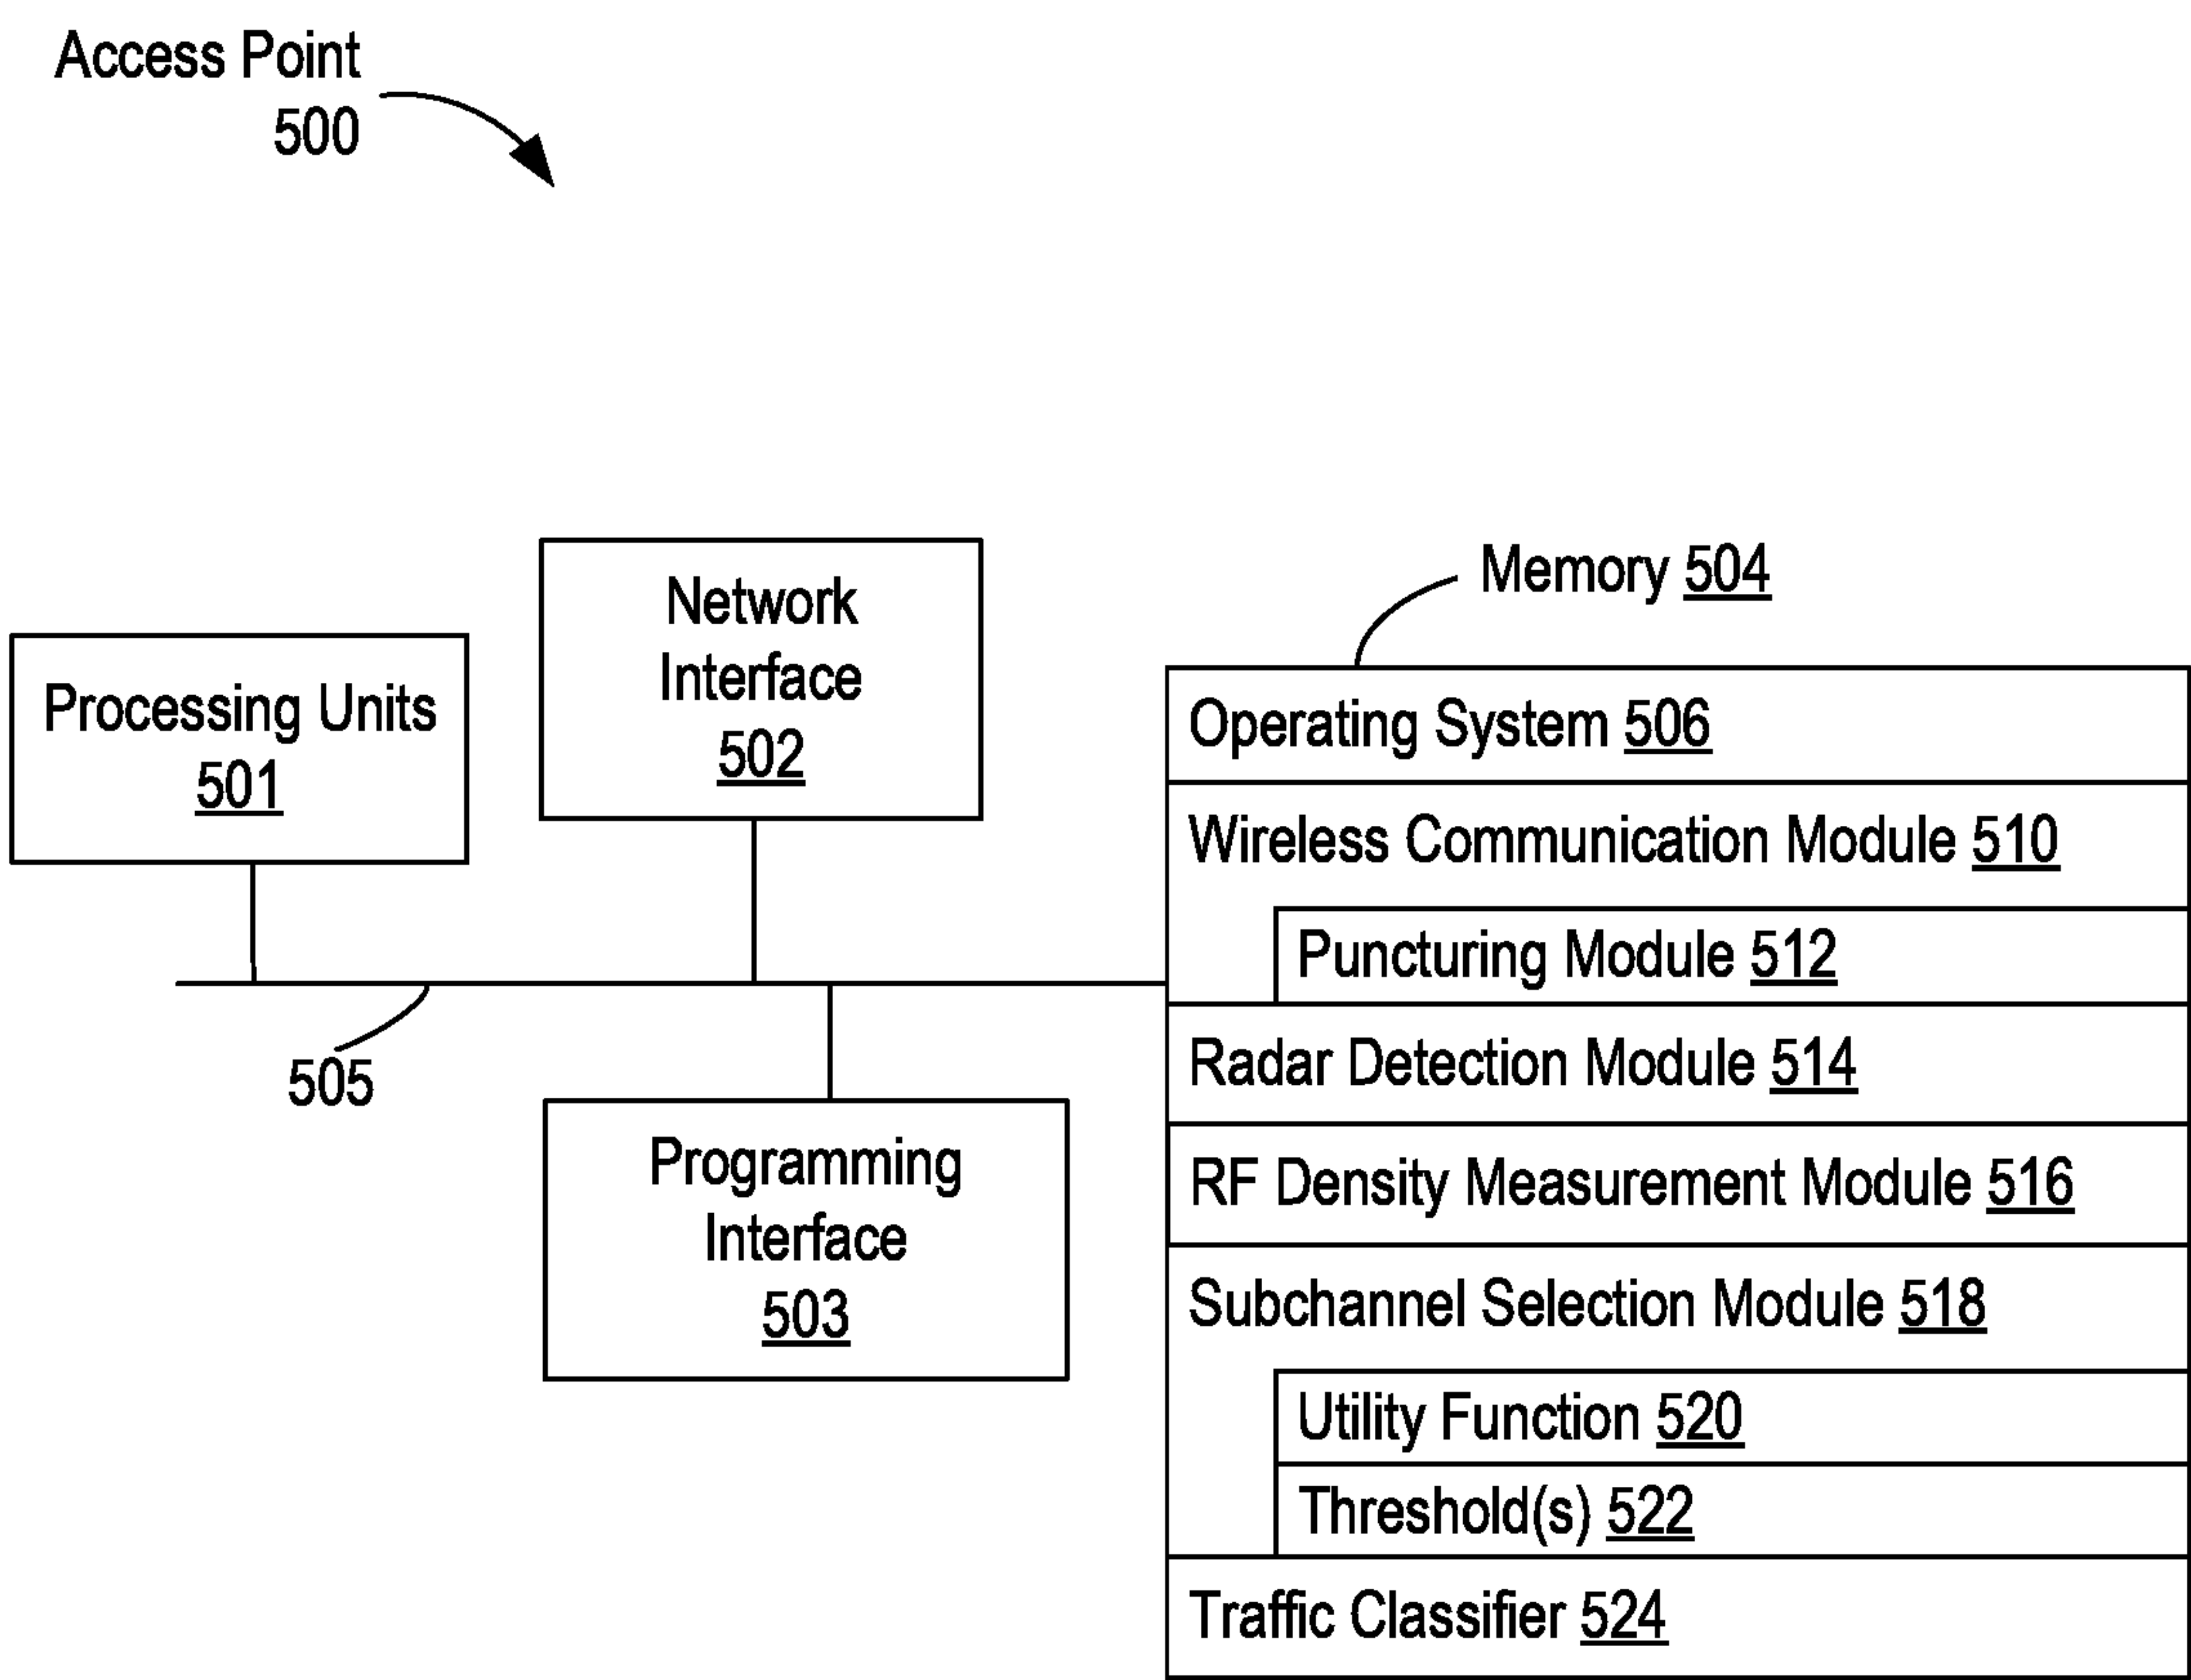 Access Point
500
Network
Interface
502
Memory 504
Processing Units
501
Operating System 506
Wireless Communication Module 510
Puncturing Module 512
505
Radar Detection Module 514
Programming
Interface
503
RF Density Measurement Module 516
Subchannel Selection Module 518
Utility Function 520
Threshold(s) 522
Traffic Classifier 524